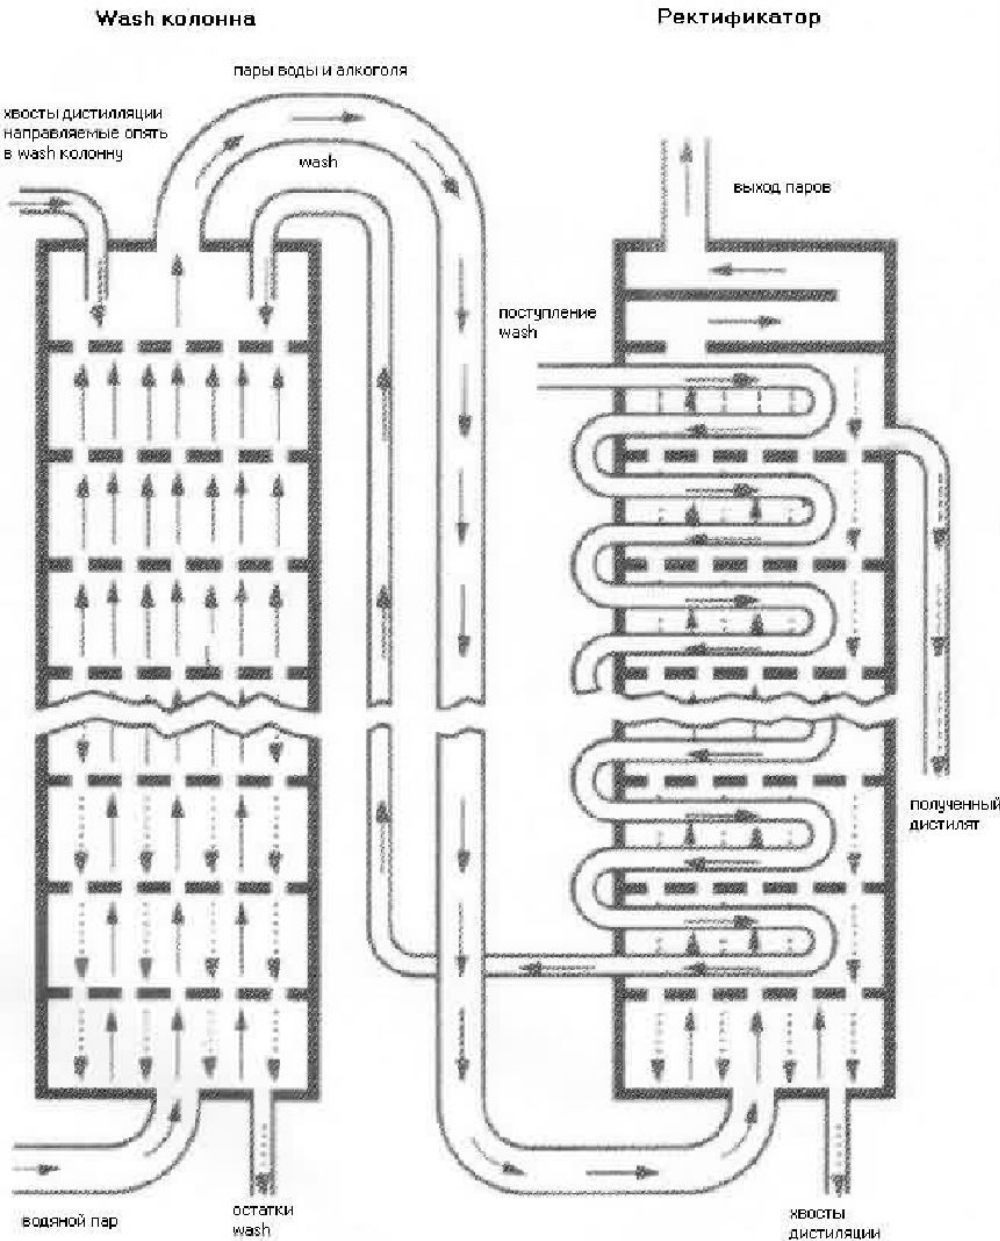 Wash колонна
Ректификатор
пары воды и алкоголя
хвосты дистилляции
направляемые опять
в wash колонну
wash
выход паров
поступление
wash
полученный
дистилят
водяной пар
остатки
wash
хвосты
дистиляции